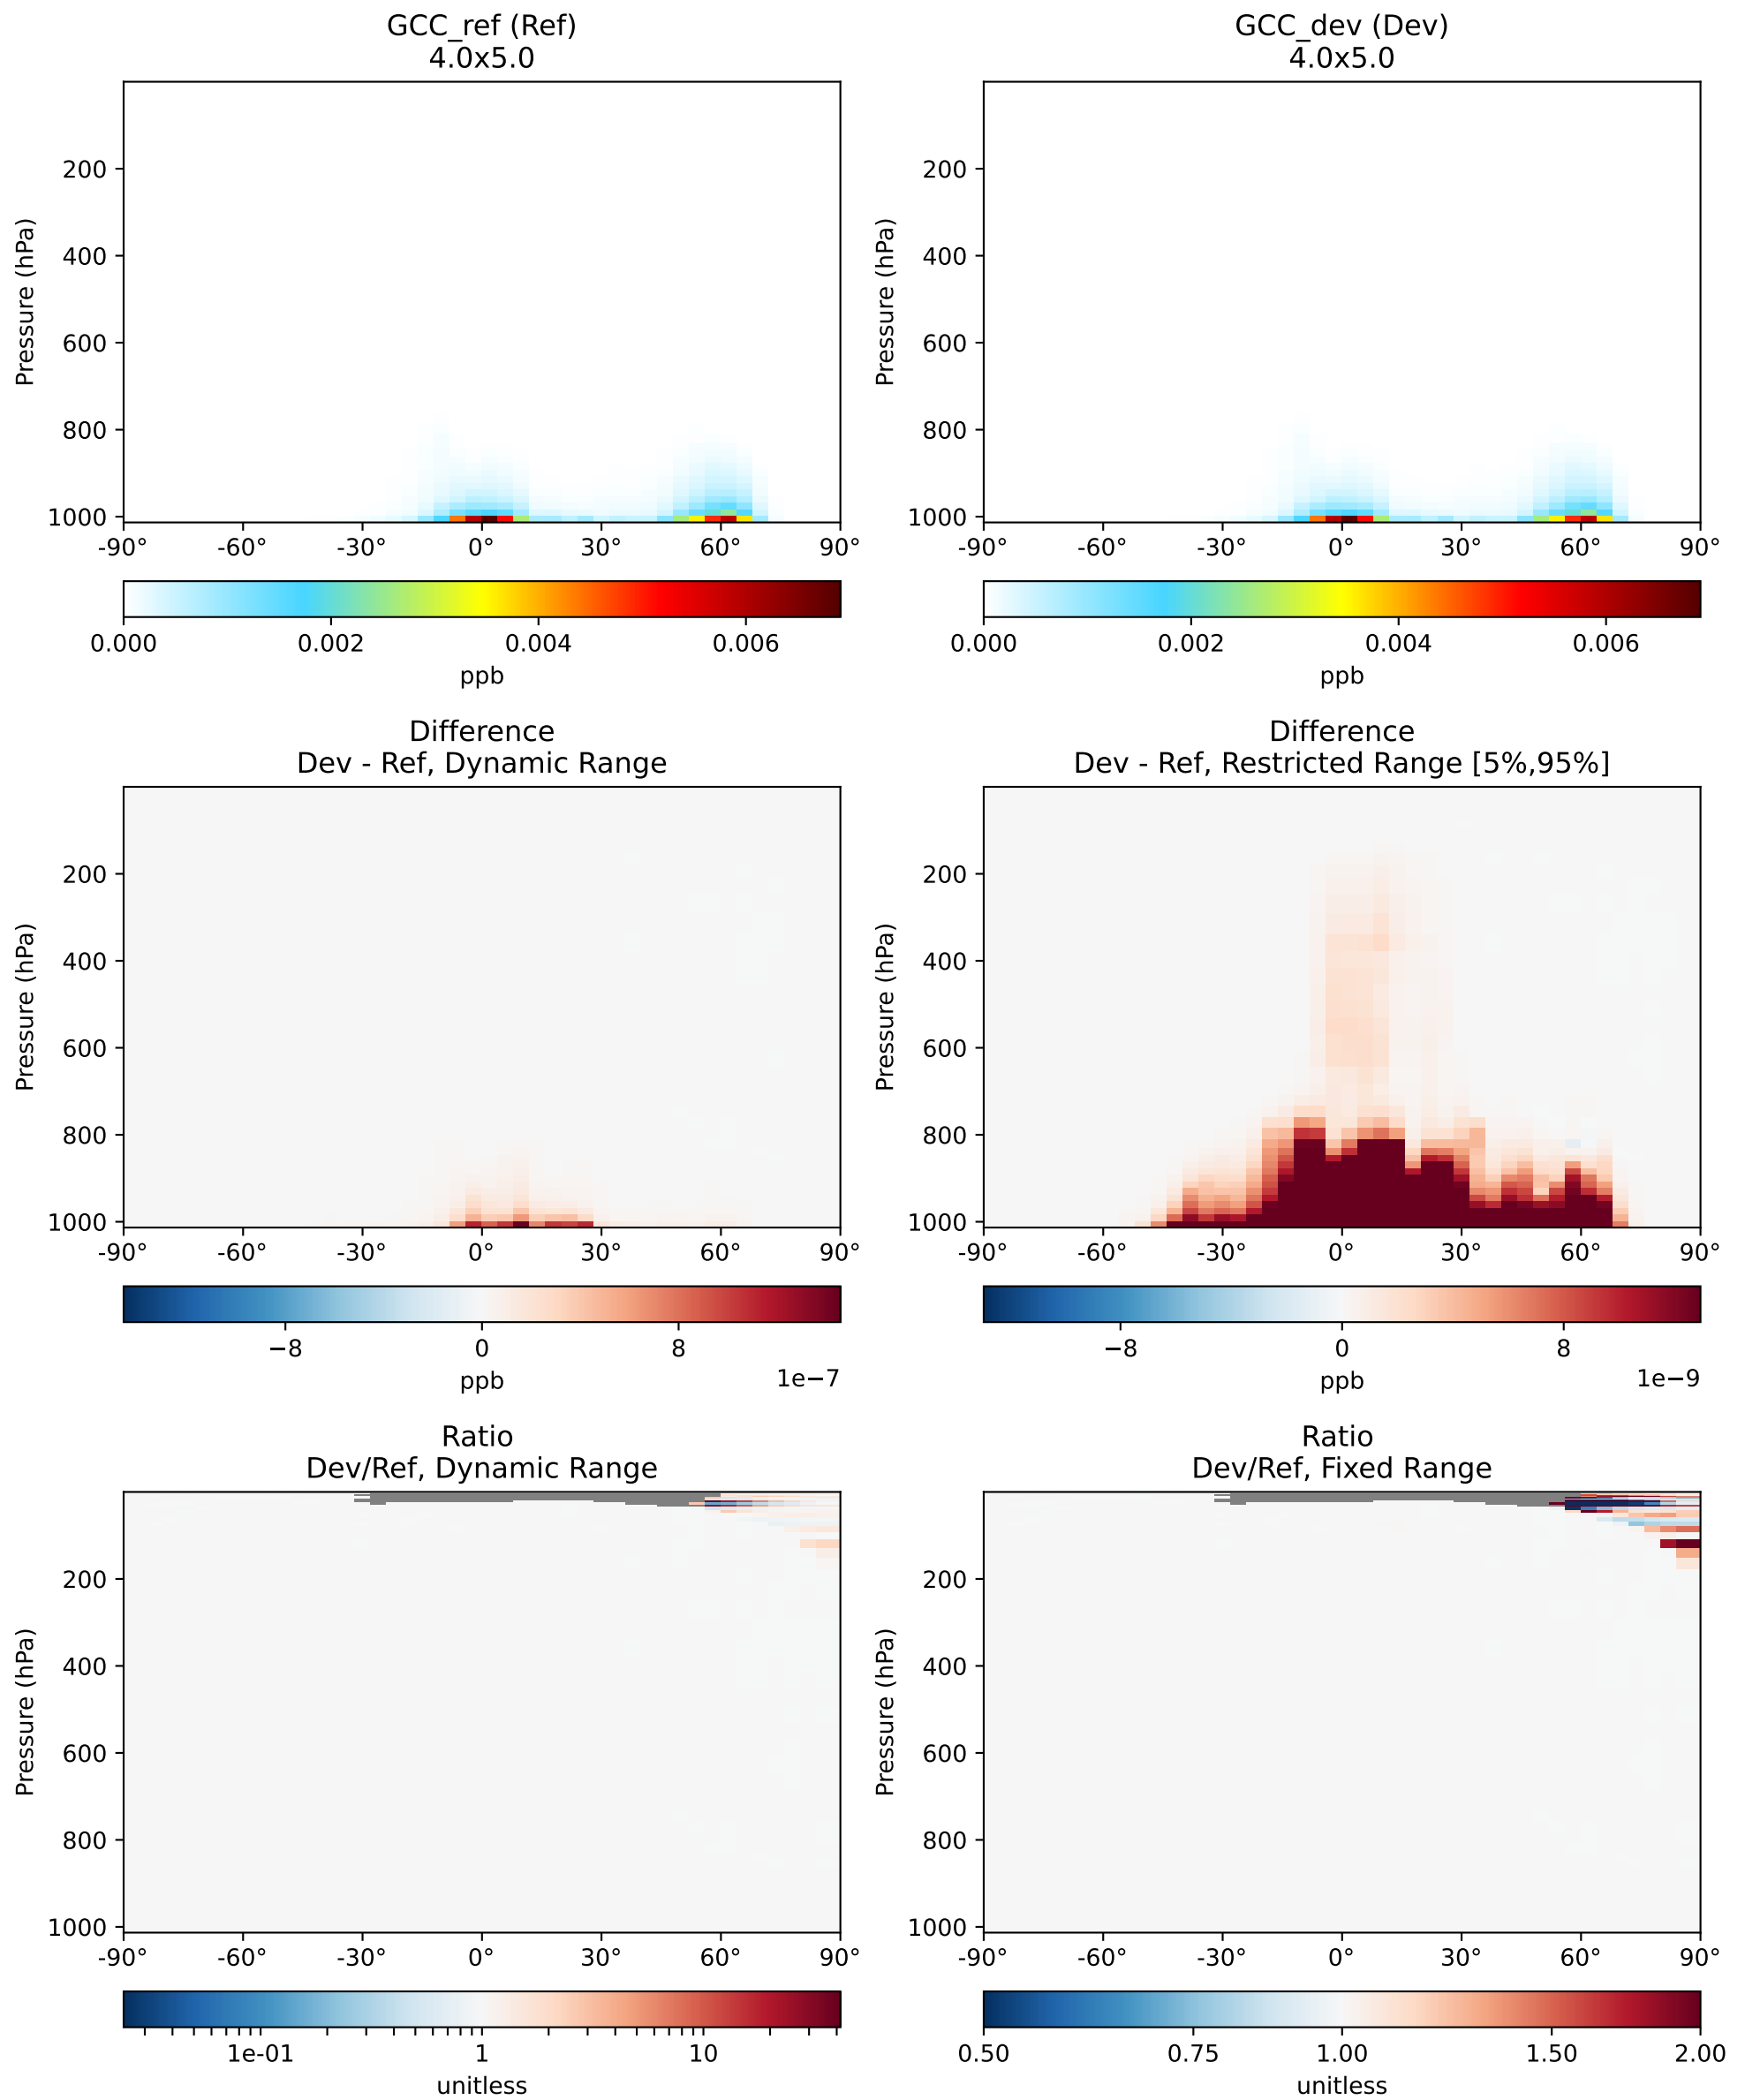 GCC_ref (Ref)
4.0x5.0
200
400
600
800
1000
Pressure (hPa)
-90° -60° -30° 0° 30° 60° 90°
0.000 0.002 0.004 0.006
ppb
GCC_dev (Dev)
4.0x5.0
200
400
600
800
1000
Pressure (hPa)
-90° -60° -30° 0° 30° 60° 90°
0.000 0.002 0.004 0.006
ppb
Difference
Dev - Ref, Dynamic Range
200
400
600
800
1000
Pressure (hPa)
-90° -60° -30° 0° 30° 60° 90°
−8 0 8
ppb
1e−7
Difference
Dev - Ref, Restricted Range [5%,95%]
200
400
600
800
1000
Pressure (hPa)
-90° -60° -30° 0° 30° 60° 90°
−8 0 8
ppb
1e−9
Ratio
Dev/Ref, Dynamic Range
200
400
600
800
1000
Pressure (hPa)
-90° -60° -30° 0° 30° 60° 90°
1e-01 1 10
unitless
Ratio
Dev/Ref, Fixed Range
200
400
600
800
1000
Pressure (hPa)
-90° -60° -30° 0° 30° 60° 90°
0.50 0.75 1.00 1.50 2.00
unitless